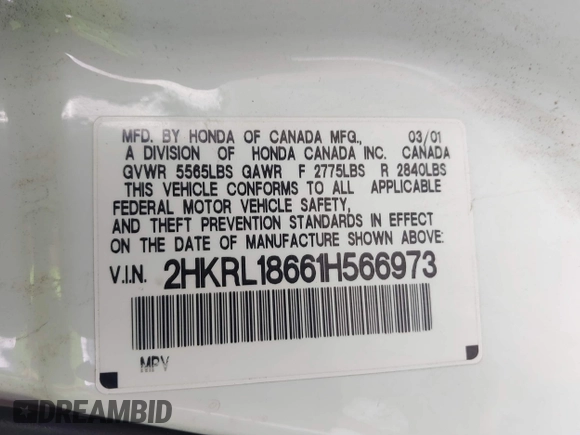 MFD. BY HONDA OF CANADA MFG., 03/01
A DIVISION OF HONDA CANADA INC. CANADA
GVWR 5565LBS GAWR F 2775LBS R 2840LBS
THIS VEHICLE CONFORMS TO ALL APPLICABLE
FEDERAL MOTOR VEHICLE SAFETY,
AND THEFT PREVENTION STANDARDS IN EFFECT
ON THE DATE OF MANUFACTURE SHOWN ABOVE:
V.I.N. 2HKRL18661H566973
MPV
DREAMBID